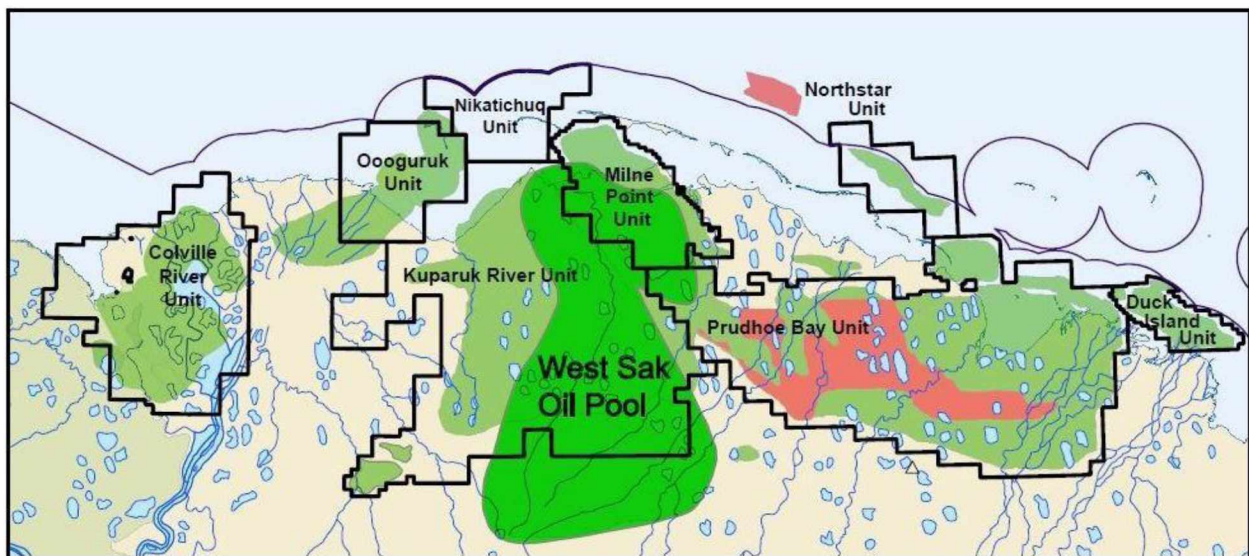 Nikatichuq
Unit
Northstar
Unit
Oooguruk
Unit
Milne
Point
Unit
Colville
River
Unit
Kuparuk River Unit
Prudhoe Bay Unit
Duck
Island
Unit
West Sak
Oil Pool